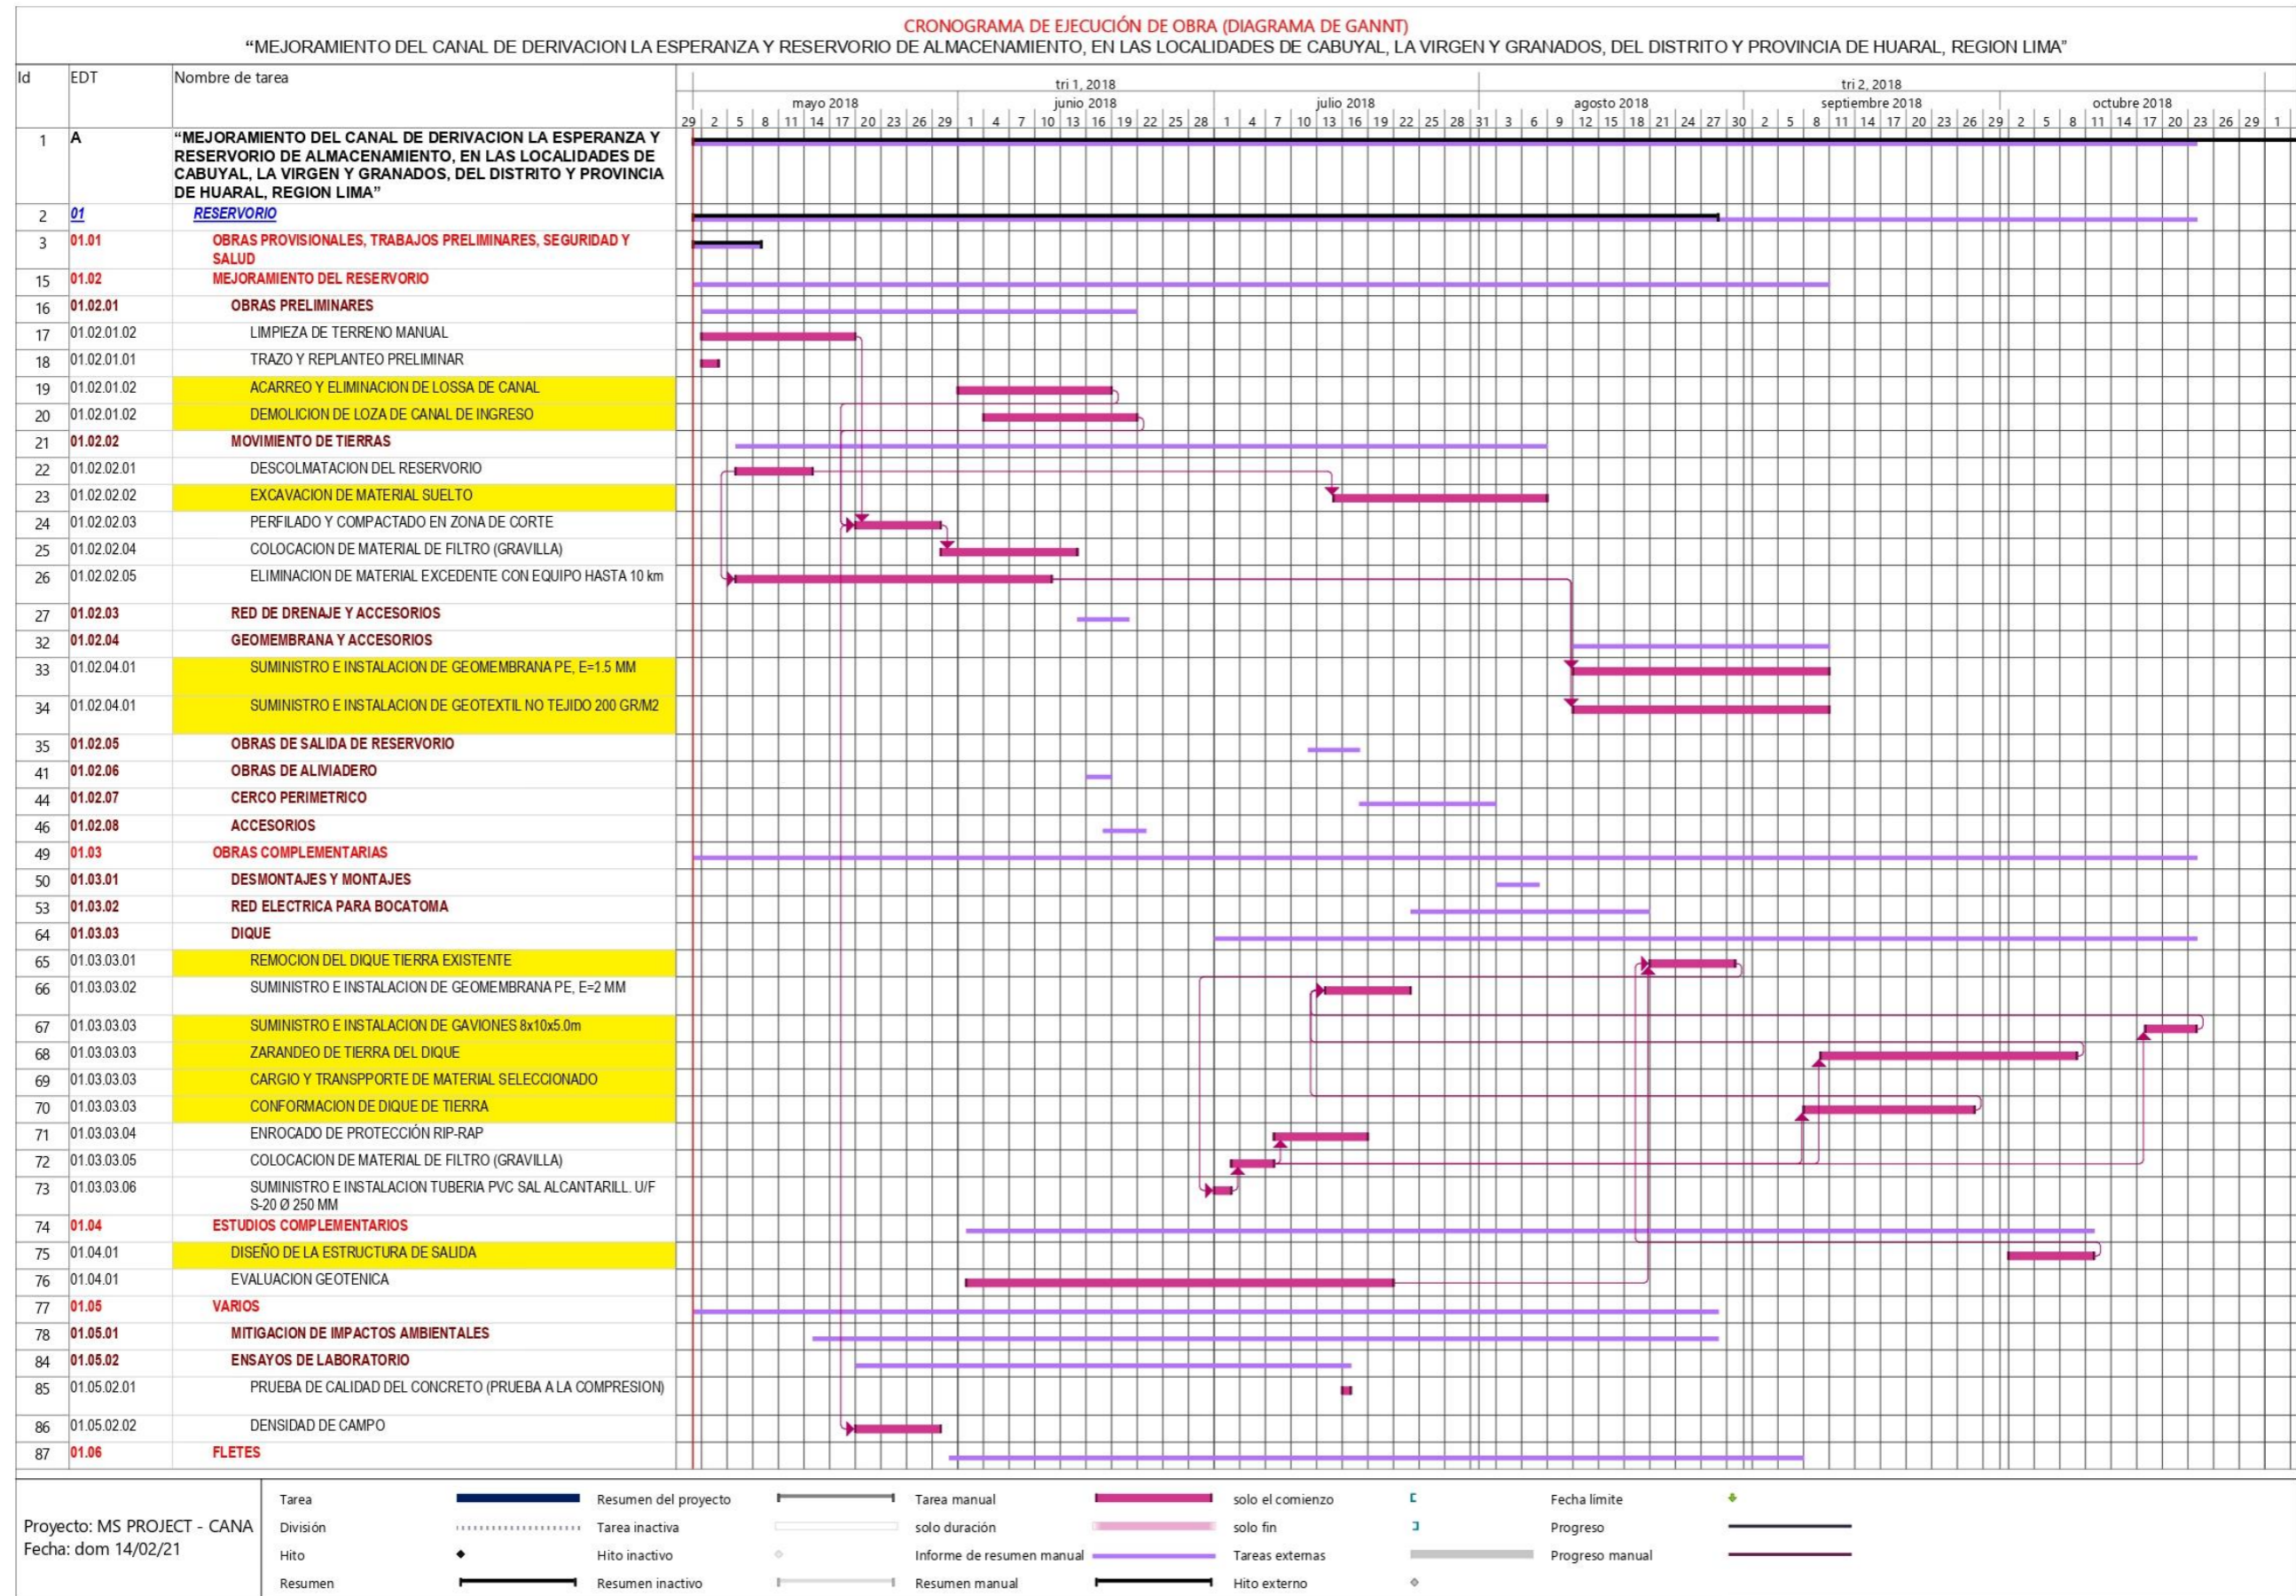 CRONOGRAMA DE EJECUCIÓN DE OBRA (DIAGRAMA DE GANNT)
“MEJORAMIENTO DEL CANAL DE DERIVACION LA ESPERANZA Y RESERVORIO DE ALMACENAMIENTO, EN LAS LOCALIDADES DE CABUYAL, LA VIRGEN Y GRANADOS, DEL DISTRITO Y PROVINCIA DE HUARAL, REGION LIMA”
Id EDT Nombre de tarea
tri 1, 2018 tri 2, 2018
mayo 2018 junio 2018 julio 2018 agosto 2018 septiembre 2018 octubre 2018
29 2 5 8 11 14 17 20 23 26 29 1 4 7 10 13 16 19 22 25 28 1 4 7 10 13 16 19 22 25 28 31 3 6 9 12 15 18 21 24 27 30 2 5 8 11 14 17 20 23 26 29 2 5 8 11 14 17 20 23 26 29 1
1 A “MEJORAMIENTO DEL CANAL DE DERIVACION LA ESPERANZA Y
RESERVORIO DE ALMACENAMIENTO, EN LAS LOCALIDADES DE
CABUYAL, LA VIRGEN Y GRANADOS, DEL DISTRITO Y PROVINCIA
DE HUARAL, REGION LIMA”
2 01 RESERVORIO
3 01.01 OBRAS PROVISIONALES, TRABAJOS PRELIMINARES, SEGURIDAD Y
SALUD
15 01.02 MEJORAMIENTO DEL RESERVORIO
16 01.02.01 OBRAS PRELIMINARES
17 01.02.01.02 LIMPIEZA DE TERRENO MANUAL
18 01.02.01.01 TRAZO Y REPLANTEO PRELIMINAR
19 01.02.01.02 ACARREO Y ELIMINACION DE LOSSA DE CANAL
20 01.02.01.02 DEMOLICION DE LOZA DE CANAL DE INGRESO
21 01.02.02 MOVIMIENTO DE TIERRAS
22 01.02.02.01 DESCOLMATACION DEL RESERVORIO
23 01.02.02.02 EXCAVACION DE MATERIAL SUELTO
24 01.02.02.03 PERFILADO Y COMPACTADO EN ZONA DE CORTE
25 01.02.02.04 COLOCACION DE MATERIAL DE FILTRO (GRAVILLA)
26 01.02.02.05 ELIMINACION DE MATERIAL EXCEDENTE CON EQUIPO HASTA 10 km
27 01.02.03 RED DE DRENAJE Y ACCESORIOS
32 01.02.04 GEOMEMBRANA Y ACCESORIOS
33 01.02.04.01 SUMINISTRO E INSTALACION DE GEOMEMBRANA PE, E=1.5 MM
34 01.02.04.01 SUMINISTRO E INSTALACION DE GEOTEXTIL NO TEJIDO 200 GR/M2
35 01.02.05 OBRAS DE SALIDA DE RESERVORIO
41 01.02.06 OBRAS DE ALIVIADERO
44 01.02.07 CERCO PERIMETRICO
46 01.02.08 ACCESORIOS
49 01.03 OBRAS COMPLEMENTARIAS
50 01.03.01 DESMONTAJES Y MONTAJES
53 01.03.02 RED ELECTRICA PARA BOCATOMA
64 01.03.03 DIQUE
65 01.03.03.01 REMOCION DEL DIQUE TIERRA EXISTENTE
66 01.03.03.02 SUMINISTRO E INSTALACION DE GEOMEMBRANA PE, E=2 MM
67 01.03.03.03 SUMINISTRO E INSTALACION DE GAVIONES 8x10x5.0m
68 01.03.03.03 ZARANDEO DE TIERRA DEL DIQUE
69 01.03.03.03 CARGIO Y TRANSPPORTE DE MATERIAL SELECCIONADO
70 01.03.03.03 CONFORMACION DE DIQUE DE TIERRA
71 01.03.03.04 ENROCADO DE PROTECCIÓN RIP-RAP
72 01.03.03.05 COLOCACION DE MATERIAL DE FILTRO (GRAVILLA)
73 01.03.03.06 SUMINISTRO E INSTALACION TUBERIA PVC SAL ALCANTARILL. U/F
S-20 Ø 250 MM
74 01.04 ESTUDIOS COMPLEMENTARIOS
75 01.04.01 DISEÑO DE LA ESTRUCTURA DE SALIDA
76 01.04.01 EVALUACION GEOTENICA
77 01.05 VARIOS
78 01.05.01 MITIGACION DE IMPACTOS AMBIENTALES
84 01.05.02 ENSAYOS DE LABORATORIO
85 01.05.02.01 PRUEBA DE CALIDAD DEL CONCRETO (PRUEBA A LA COMPRESION)
86 01.05.02.02 DENSIDAD DE CAMPO
87 01.06 FLETES
Proyecto: MS PROJECT - CANA
Fecha: dom 14/02/21
Tarea Resumen del proyecto Tarea manual solo el comienzo Fecha límite
División Tarea inactiva solo duración solo fin Progreso
Hito Hito inactivo Informe de resumen manual Tareas externas Progreso manual
Resumen Resumen inactivo Resumen manual Hito externo